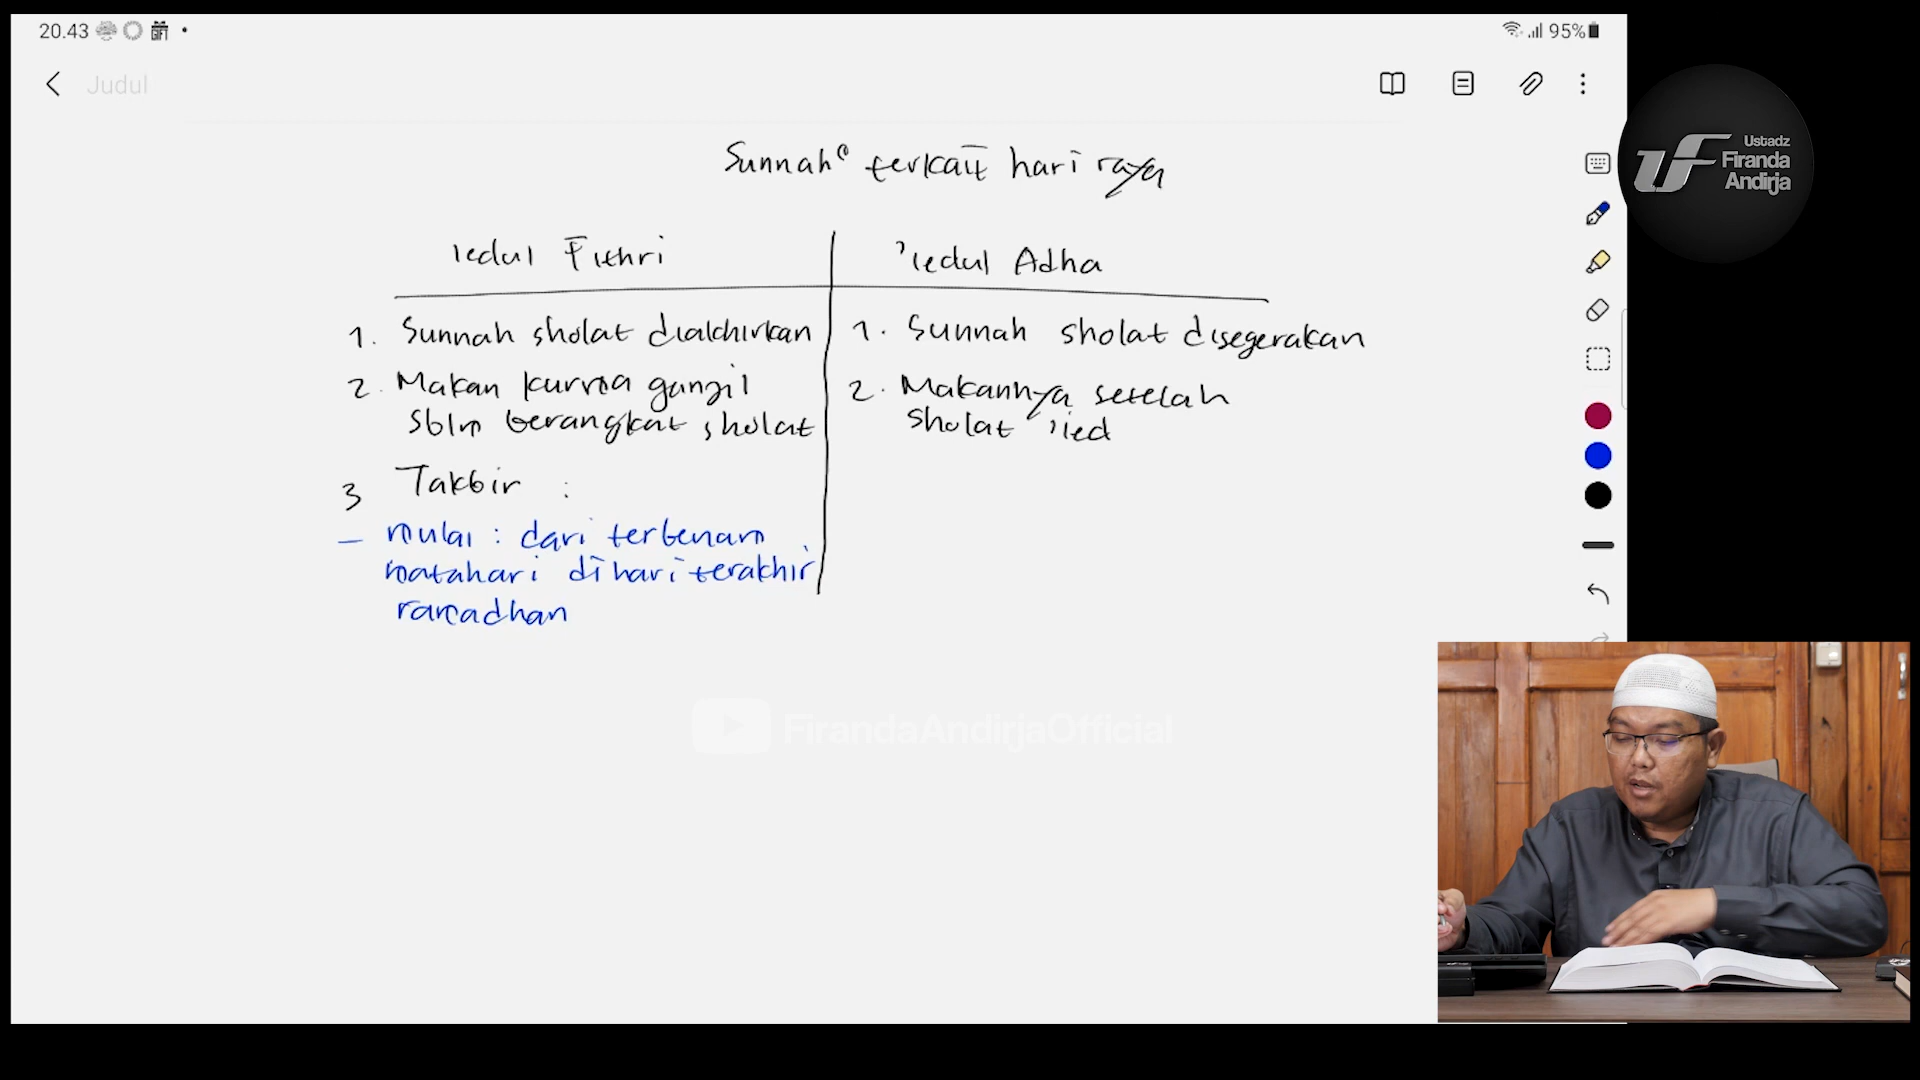 20.43
95%
Judul
Sunnah² terkait hari raya
Iedul Fithri
'Iedul Adha
1. Sunnah sholat diakhirkan
2. Makan kurma ganjil
sblm berangkat sholat
3 Takbir :
– mulai : dari terbenam
matahari di hari terakhir
ramadhan
1. Sunnah sholat disegerakan
2. Makannya setelah
sholat 'ied
Ustadz
Firanda
Andirja
FirandaAndirjaOfficial